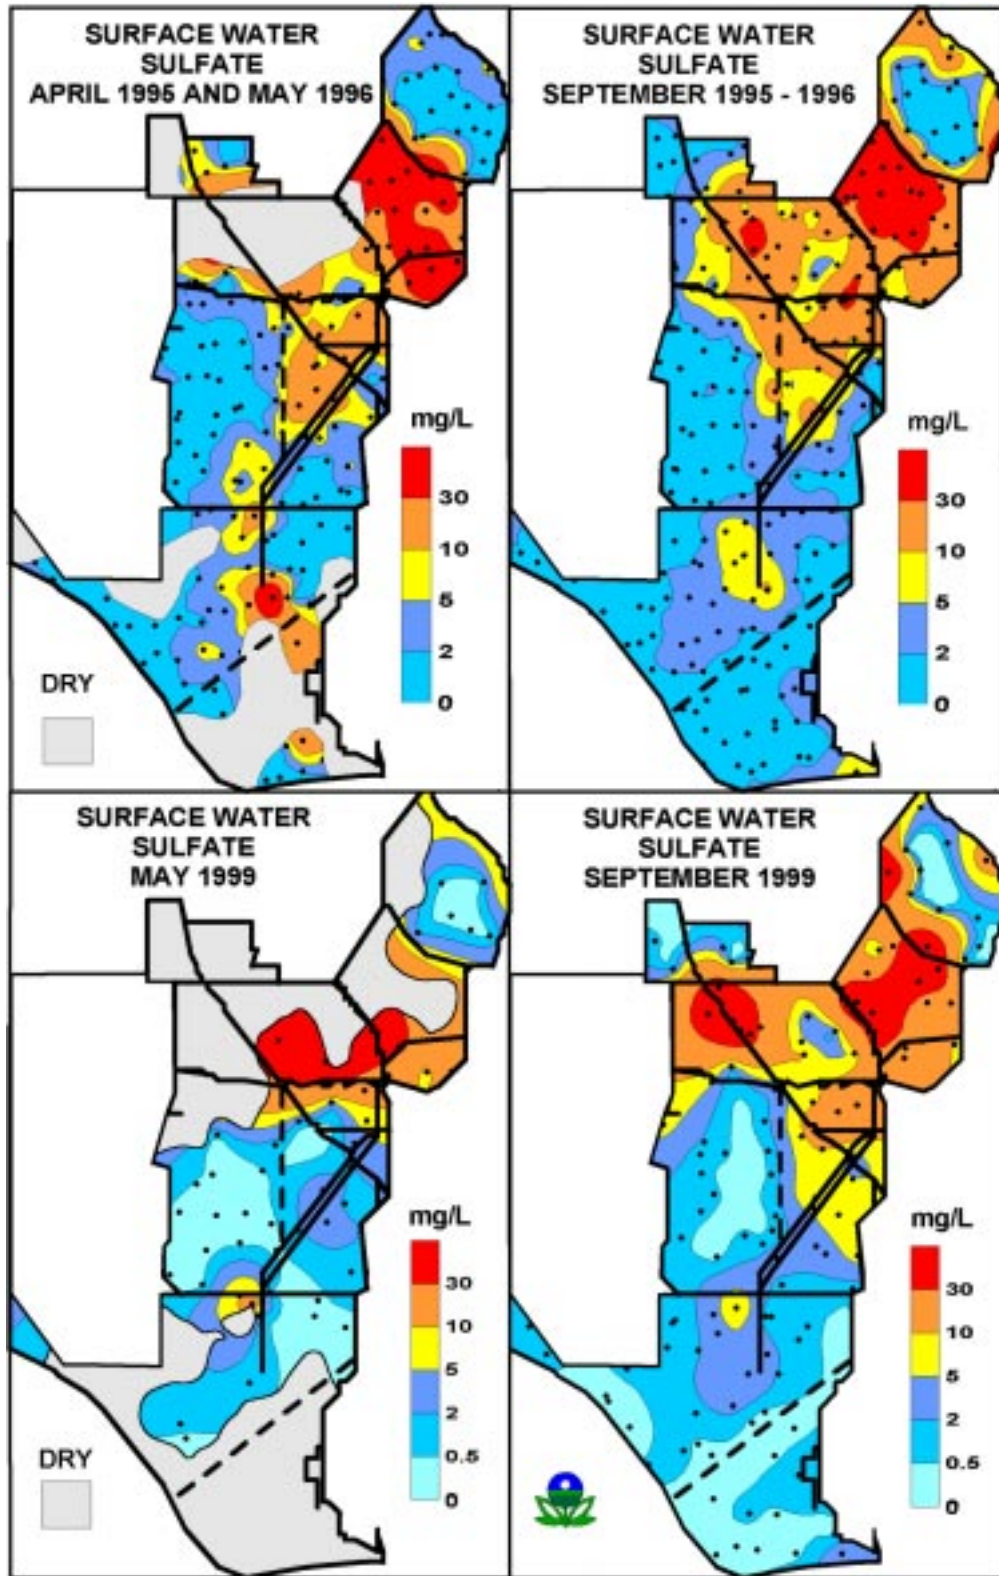 SURFACE WATER
SULFATE
APRIL 1995 AND MAY 1996
mg/L
30
10
5
2
0
DRY
SURFACE WATER
SULFATE
SEPTEMBER 1995 - 1996
mg/L
30
10
5
2
0
SURFACE WATER
SULFATE
MAY 1999
mg/L
30
10
5
2
0.5
0
DRY
SURFACE WATER
SULFATE
SEPTEMBER 1999
mg/L
30
10
5
2
0.5
0